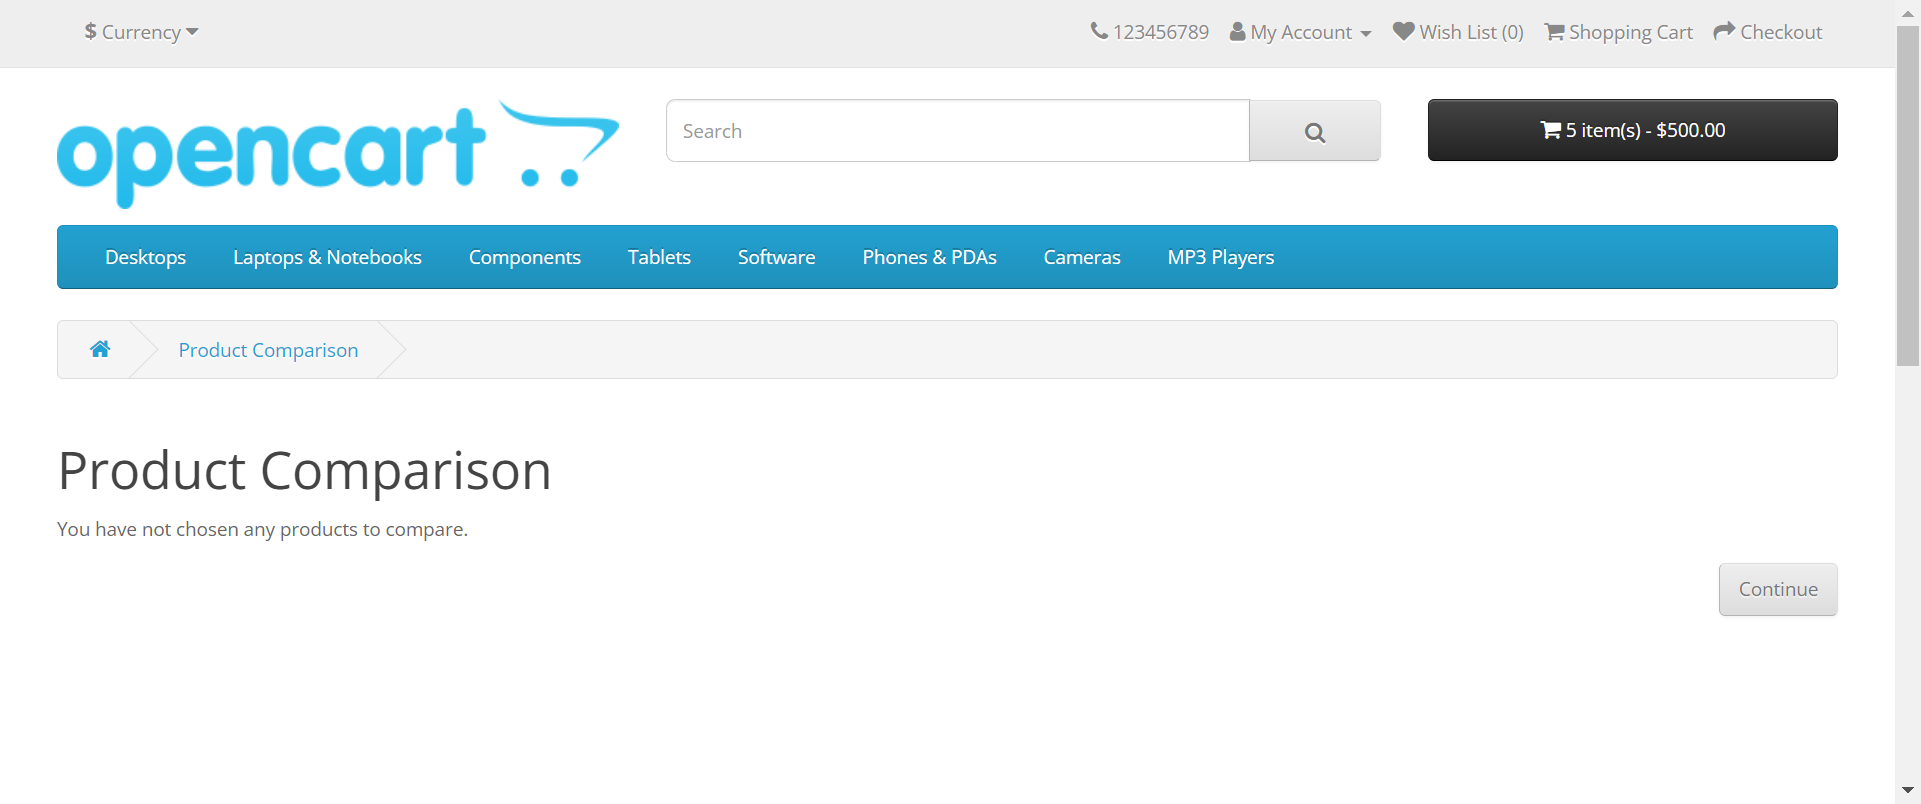 $ Currency
123456789 My Account Wish List (0) Shopping Cart Checkout
opencart
Search
5 item(s) - $500.00
Desktops Laptops & Notebooks Components Tablets Software Phones & PDAs Cameras MP3 Players
Product Comparison
Product Comparison
You have not chosen any products to compare.
Continue